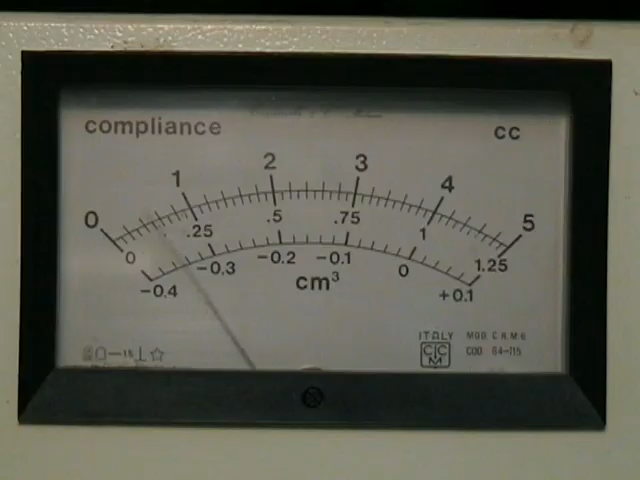 compliance cc
0 1 2 3 4 5
0 .25 .5 .75 1 1.25
−0.4 −0.3 −0.2 −0.1 0 +0.1
cm³
ITALY
CIC
M
MOD. C.R.M.6
COD 64-715